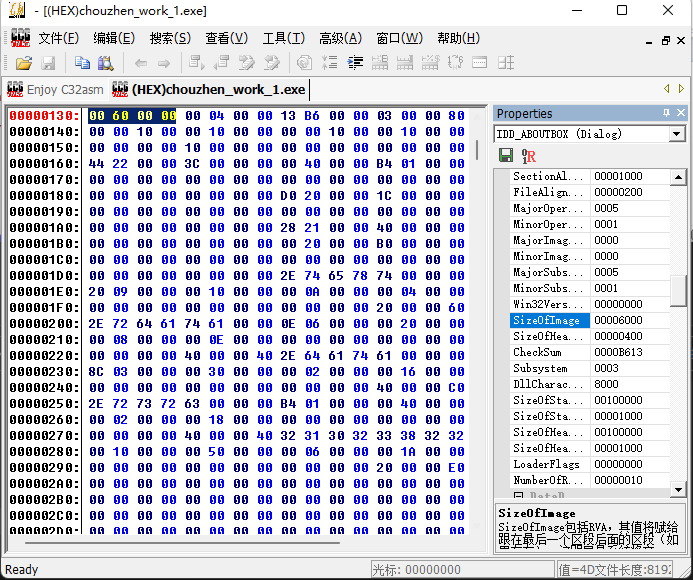 - [(HEX)chouzhen_work_1.exe]
文件(F) 编辑(E) 搜索(S) 查看(V) 工具(T) 高级(A) 窗口(W) 帮助(H)
Enjoy C32asm (HEX)chouzhen_work_1.exe
00000130: 00 60 00 00 00 04 00 00 13 B6 00 00 03 00 00 80
00000140: 00 00 10 00 00 10 00 00 00 00 10 00 00 10 00 00
00000150: 00 00 00 00 10 00 00 00 00 00 00 00 00 00 00 00
00000160: 44 22 00 00 3C 00 00 00 00 40 00 00 B4 01 00 00
00000170: 00 00 00 00 00 00 00 00 00 00 00 00 00 00 00 00
00000180: 00 00 00 00 00 00 00 00 D0 20 00 00 1C 00 00 00
00000190: 00 00 00 00 00 00 00 00 00 00 00 00 00 00 00 00
000001A0: 00 00 00 00 00 00 00 00 28 21 00 00 40 00 00 00
000001B0: 00 00 00 00 00 00 00 00 00 20 00 00 B0 00 00 00
000001C0: 00 00 00 00 00 00 00 00 00 00 00 00 00 00 00 00
000001D0: 00 00 00 00 00 00 00 00 2E 74 65 78 74 00 00 00
000001E0: 20 09 00 00 00 10 00 00 00 0A 00 00 00 04 00 00
000001F0: 00 00 00 00 00 00 00 00 00 00 00 00 20 00 00 60
00000200: 2E 72 64 61 74 61 00 00 0E 06 00 00 00 20 00 00
00000210: 00 08 00 00 00 0E 00 00 00 00 00 00 00 00 00 00
00000220: 00 00 00 00 40 00 00 40 2E 64 61 74 61 00 00 00
00000230: 8C 03 00 00 00 30 00 00 00 02 00 00 00 16 00 00
00000240: 00 00 00 00 00 00 00 00 00 00 00 00 40 00 00 C0
00000250: 2E 72 73 72 63 00 00 00 B4 01 00 00 00 40 00 00
00000260: 00 02 00 00 00 18 00 00 00 00 00 00 00 00 00 00
00000270: 00 00 00 00 40 00 00 40 32 31 30 32 33 38 32 32
00000280: 00 10 00 00 00 50 00 00 00 06 00 00 00 1A 00 00
00000290: 00 00 00 00 00 00 00 00 00 00 00 00 20 00 00 E0
000002A0: 00 00 00 00 00 00 00 00 00 00 00 00 00 00 00 00
000002B0: 00 00 00 00 00 00 00 00 00 00 00 00 00 00 00 00
000002C0: 00 00 00 00 00 00 00 00 00 00 00 00 00 00 00 00
000002D0: 00 00 00 00 00 00 00 00 00 00 00 00 00 00 00 00
Properties
IDD_ABOUTBOX (Dialog)
SectionAl... 00001000
FileAlign... 00000200
MajorOper... 0005
MinorOper... 0001
MajorImag... 0000
MinorImag... 0000
MajorSubs... 0005
MinorSubs... 0001
Win32Vers... 00000000
SizeOfImage 00006000
SizeOfHea... 00000400
CheckSum 0000B613
Subsystem 0003
DllCharac... 8000
SizeOfSta... 00100000
SizeOfSta... 00001000
SizeOfHea... 00100000
SizeOfHea... 00001000
LoaderFlags 00000000
NumberOfR... 00000010
SizeOfImage
SizeOfImage包括RVA，其值将赋给
跟在最后一个区段后面的区段（如
Ready
光标: 00000000
值=4D文件长度:8192